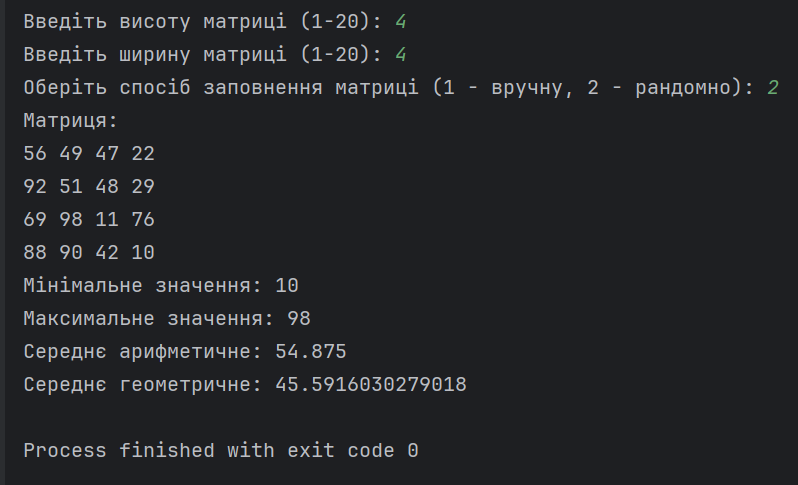 Введіть висоту матриці (1-20): 4
Введіть ширину матриці (1-20): 4
Оберіть спосіб заповнення матриці (1 - вручну, 2 - рандомно): 2
Матриця:
56 49 47 22
92 51 48 29
69 98 11 76
88 90 42 10
Мінімальне значення: 10
Максимальне значення: 98
Середнє арифметичне: 54.875
Середнє геометричне: 45.5916030279018
Process finished with exit code 0